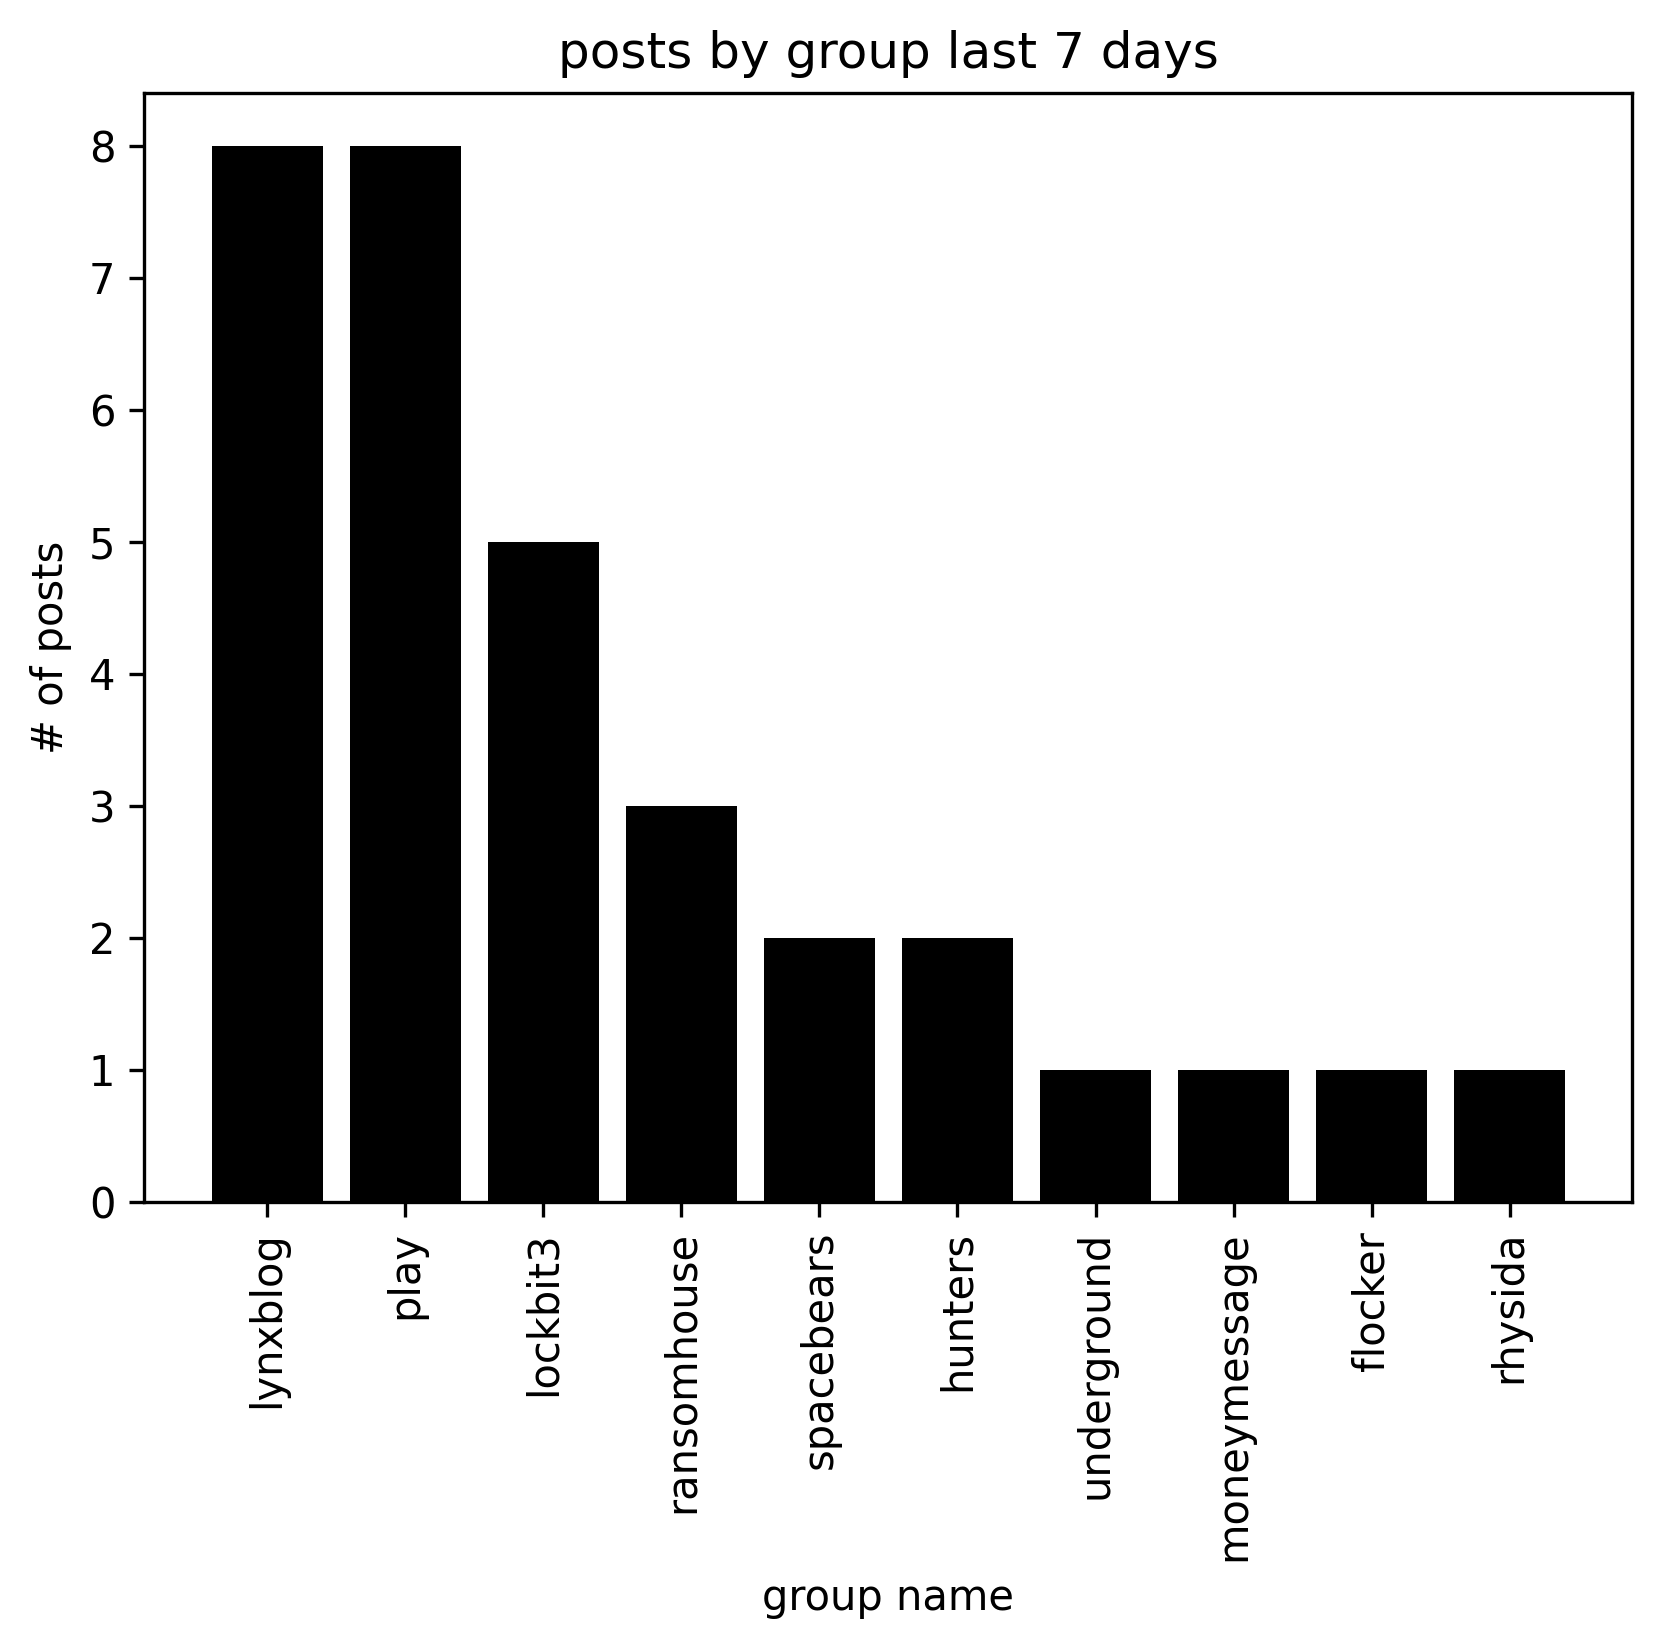 posts by group last 7 days
# of posts
8
7
6
5
4
3
2
1
0
lynxblog
play
lockbit3
ransomhouse
spacebears
hunters
underground
moneymessage
flocker
rhysida
group name